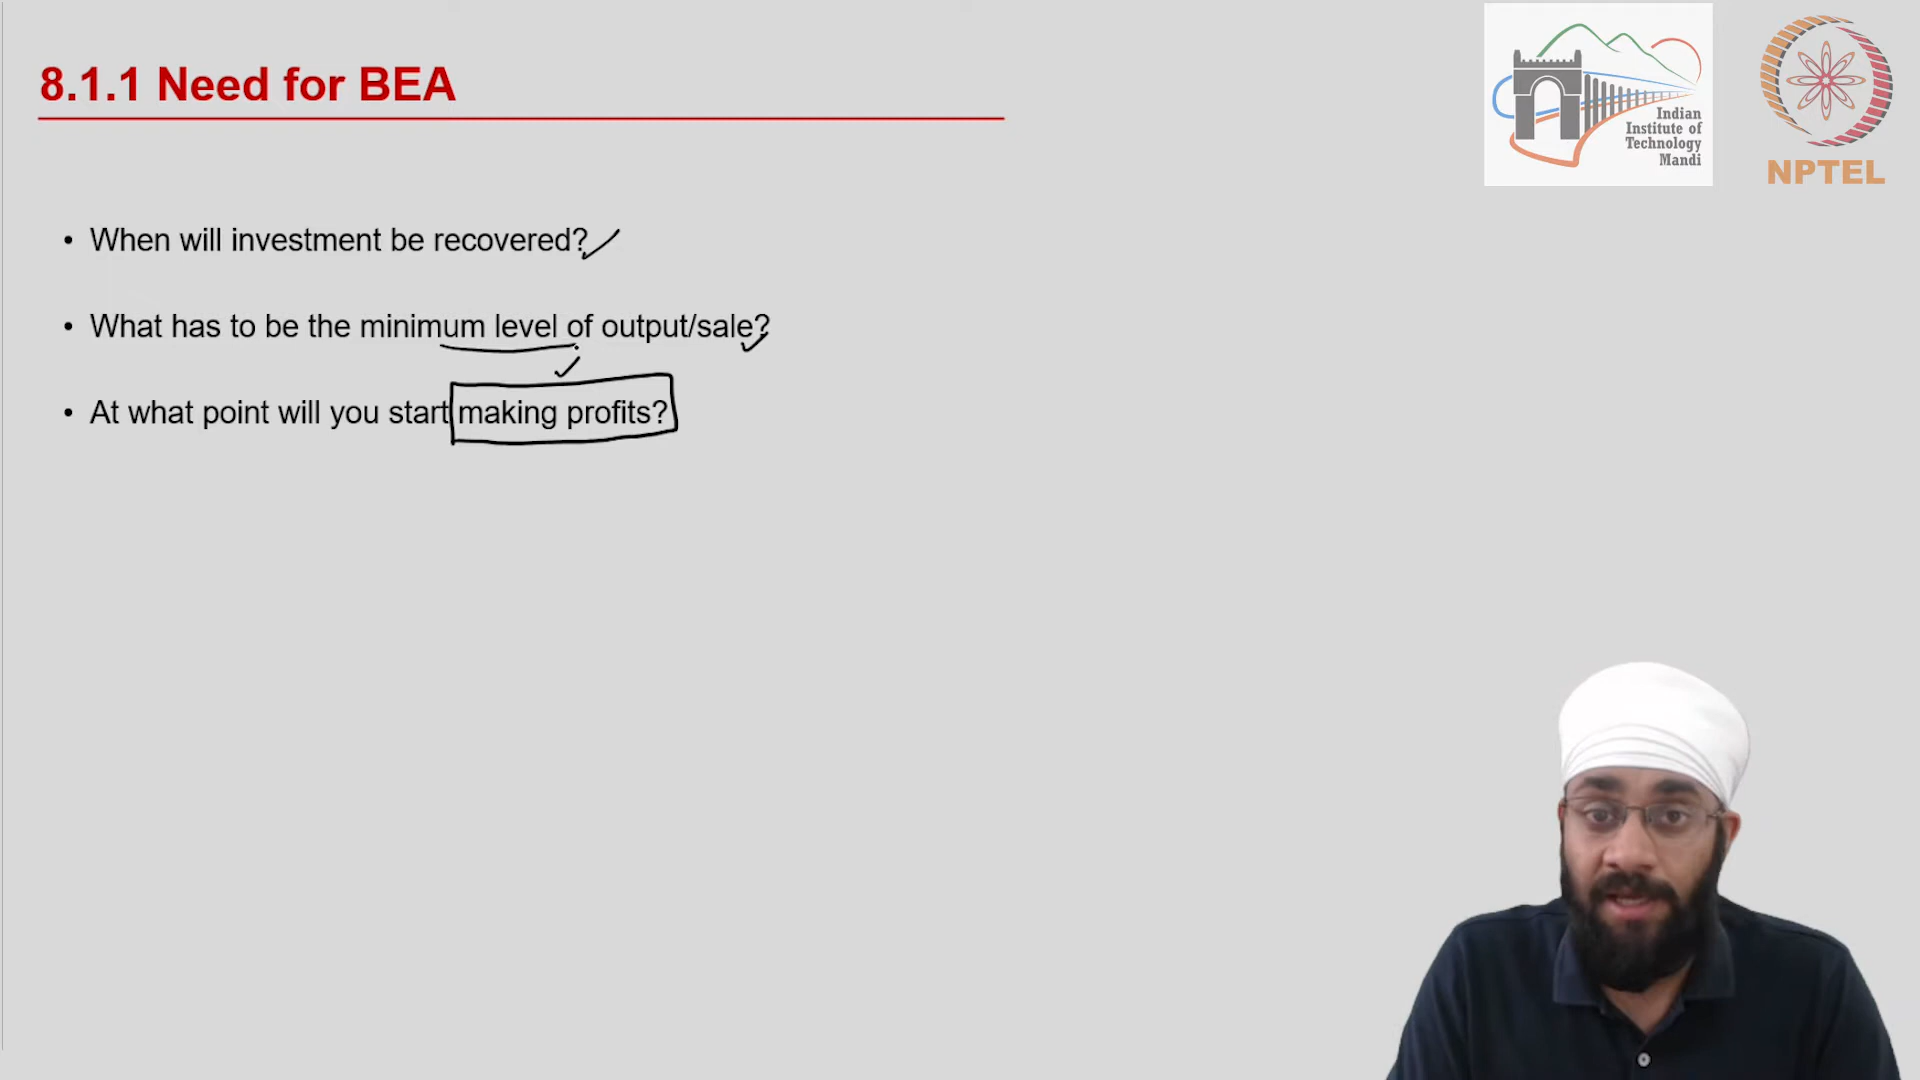 8.1.1 Need for BEA
Indian
Institute of
Technology
Mandi
NPTEL
• When will investment be recovered?
• What has to be the minimum level of output/sale?
• At what point will you start making profits?